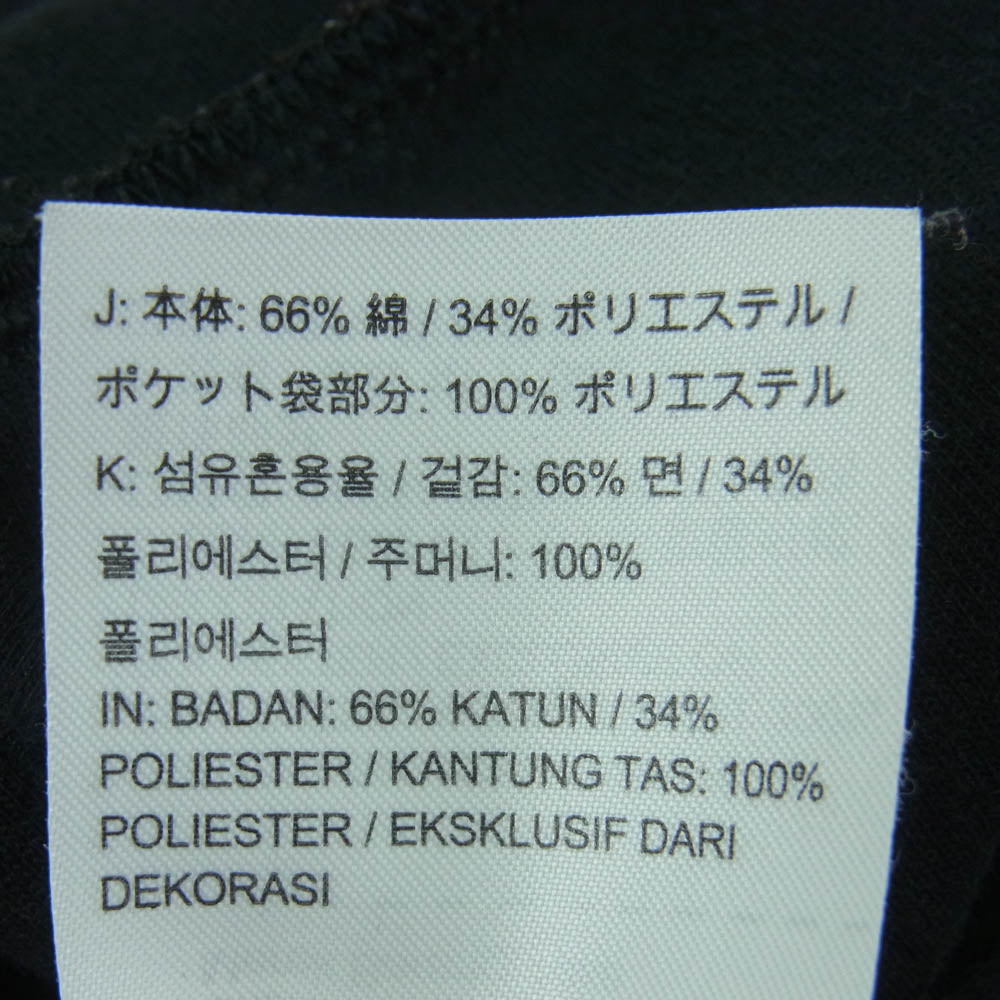 J: 本体: 66% 綿 / 34% ポリエステル /
ポケット袋部分: 100% ポリエステル
K: 섬유혼용율 / 겉감: 66% 면 / 34%
폴리에스터 / 주머니: 100%
폴리에스터
IN: BADAN: 66% KATUN / 34%
POLIESTER / KANTUNG TAS: 100%
POLIESTER / EKSKLUSIF DARI
DEKORASI